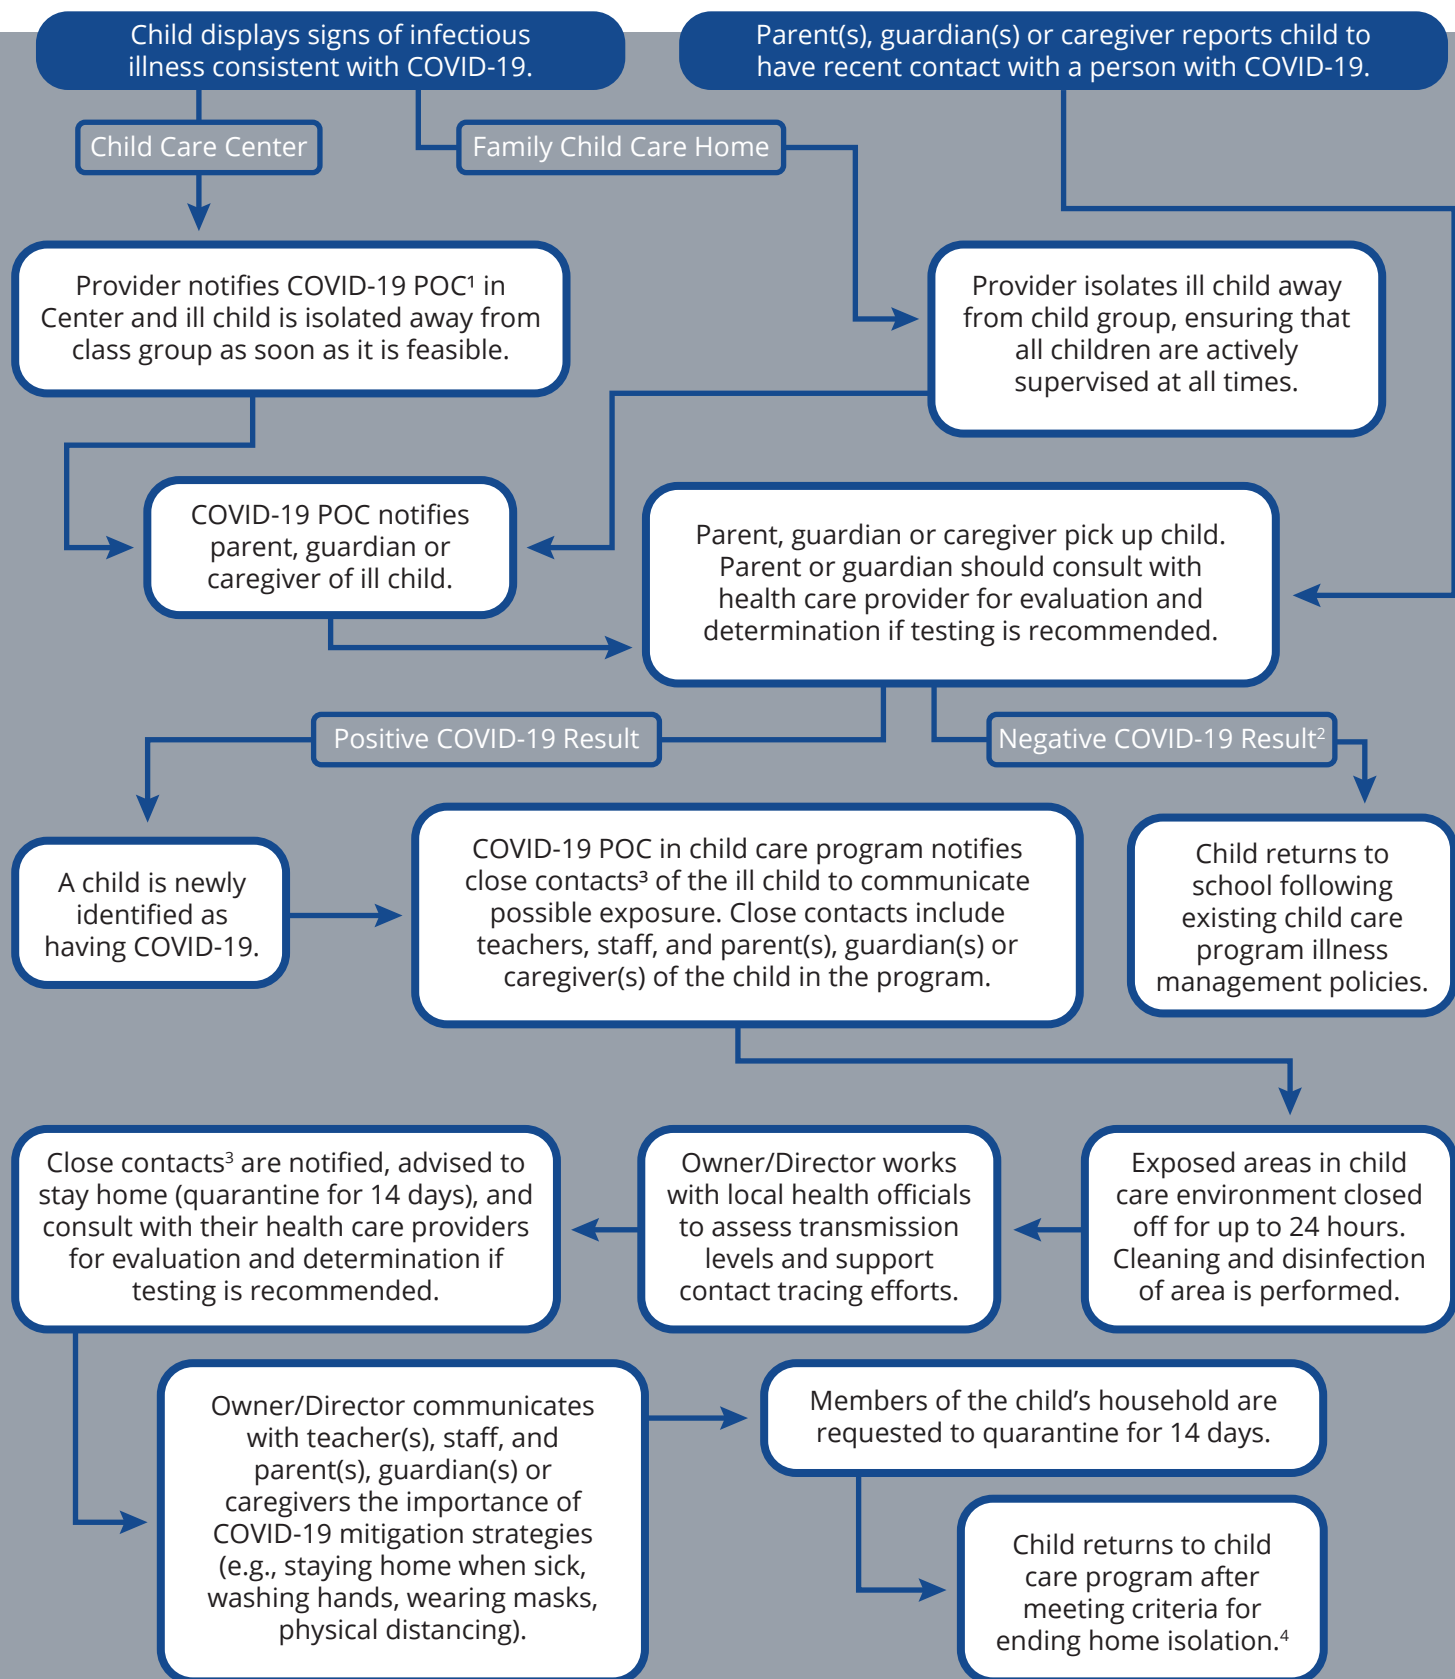 Child displays signs of infectious
illness consistent with COVID-19.
Parent(s), guardian(s) or caregiver reports child to
have recent contact with a person with COVID-19.
Child Care Center
Family Child Care Home
Provider notifies COVID-19 POC¹ in
Center and ill child is isolated away from
class group as soon as it is feasible.
Provider isolates ill child away
from child group, ensuring that
all children are actively
supervised at all times.
COVID-19 POC notifies
parent, guardian or
caregiver of ill child.
Parent, guardian or caregiver pick up child.
Parent or guardian should consult with
health care provider for evaluation and
determination if testing is recommended.
Positive COVID-19 Result
Negative COVID-19 Result²
A child is newly
identified as
having COVID-19.
COVID-19 POC in child care program notifies
close contacts³ of the ill child to communicate
possible exposure. Close contacts include
teachers, staff, and parent(s), guardian(s) or
caregiver(s) of the child in the program.
Child returns to
school following
existing child care
program illness
management policies.
Close contacts³ are notified, advised to
stay home (quarantine for 14 days), and
consult with their health care providers
for evaluation and determination if
testing is recommended.
Owner/Director works
with local health officials
to assess transmission
levels and support
contact tracing efforts.
Exposed areas in child
care environment closed
off for up to 24 hours.
Cleaning and disinfection
of area is performed.
Owner/Director communicates
with teacher(s), staff, and
parent(s), guardian(s) or
caregivers the importance of
COVID-19 mitigation strategies
(e.g., staying home when sick,
washing hands, wearing masks,
physical distancing).
Members of the child’s household are
requested to quarantine for 14 days.
Child returns to child
care program after
meeting criteria for
ending home isolation.⁴